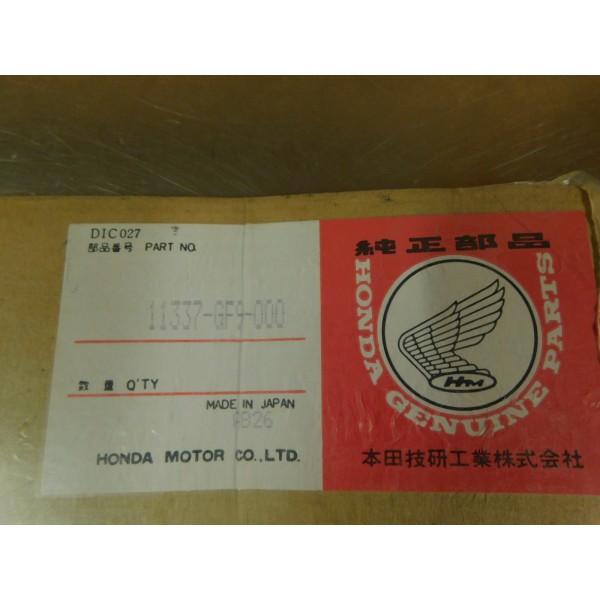 DIC027
部品番号 PART NO.
11337-GF9-000
数量 Q'TY
MADE IN JAPAN
HONDA MOTOR CO.,LTD.
純正部品
HONDA GENUINE PARTS
HM
本田技研工業株式会社